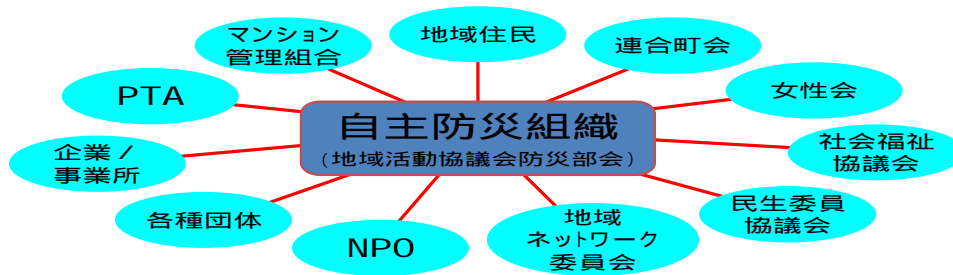 マンション
管理組合
地域住民
連合町会
PTA
女性会
自主防災組織
（地域活動協議会防災部会）
企業／
事業所
社会福祉
協議会
各種団体
NPO
地域
ネットワーク
委員会
民生委員
協議会